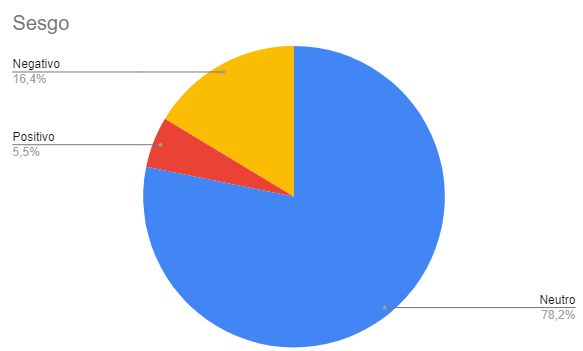 Sesgo
Negativo
16,4%
Positivo
5,5%
Neutro
78,2%